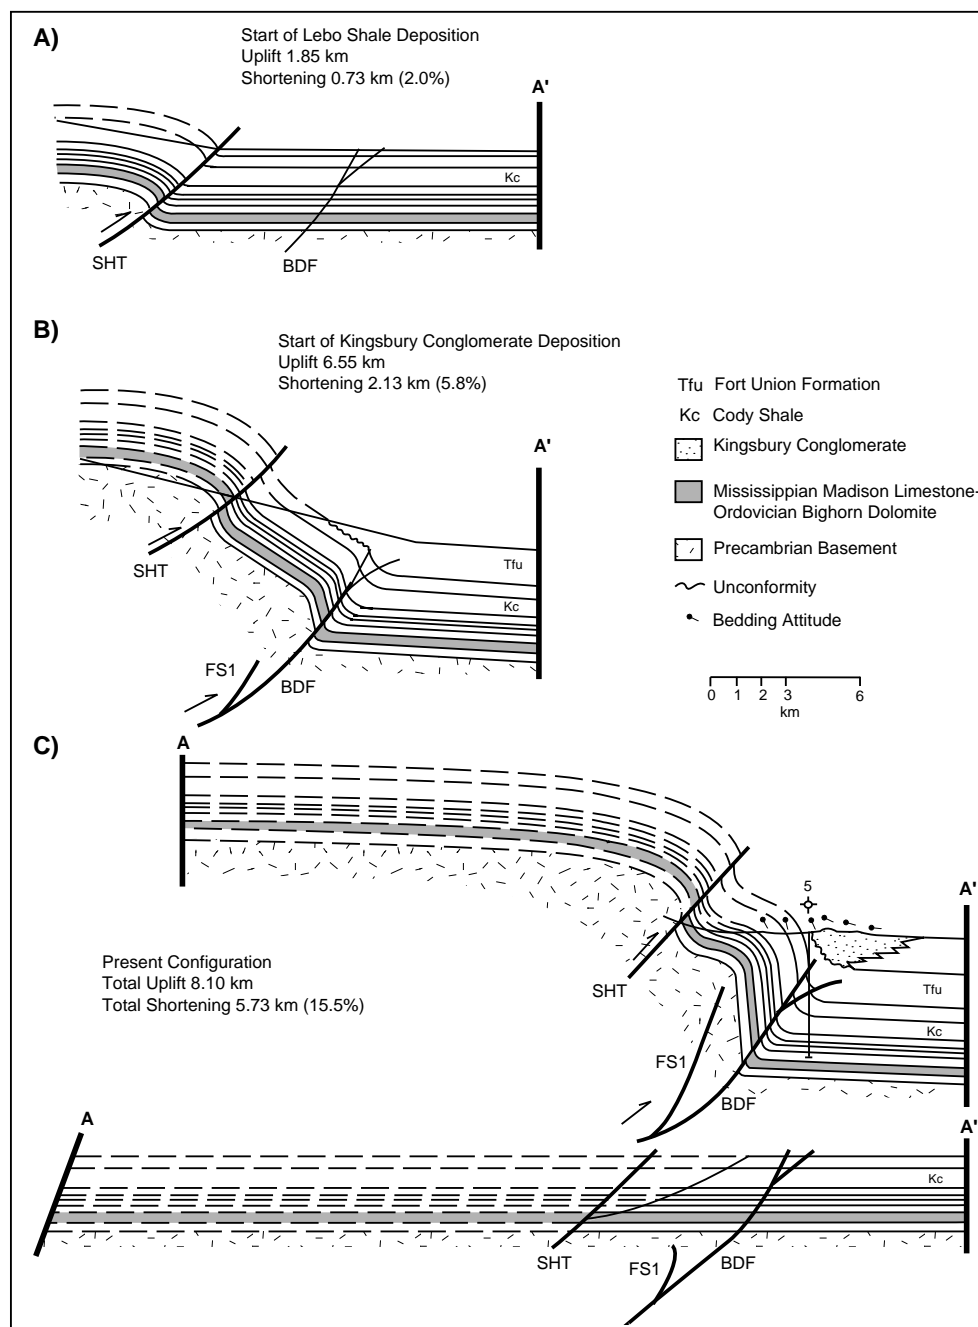 A)
Start of Lebo Shale Deposition
Uplift 1.85 km
Shortening 0.73 km (2.0%)
A'
Kc
SHT
BDF
B)
Start of Kingsbury Conglomerate Deposition
Uplift 6.55 km
Shortening 2.13 km (5.8%)
A'
Tfu
Kc
SHT
FS1
BDF
Tfu Fort Union Formation
Kc Cody Shale
Kingsbury Conglomerate
Mississippian Madison Limestone-
Ordovician Bighorn Dolomite
Precambrian Basement
Unconformity
Bedding Attitude
0 1 2 3 6
km
C)
A
5
A'
Present Configuration
Total Uplift 8.10 km
Total Shortening 5.73 km (15.5%)
SHT
Tfu
Kc
FS1
BDF
A
A'
Kc
SHT
FS1
BDF